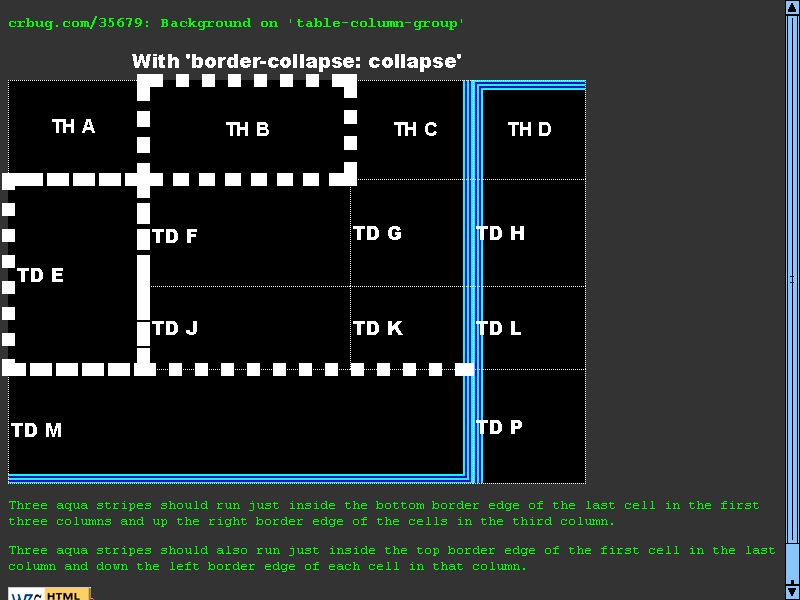 crbug.com/35679: Background on 'table-column-group'
With 'border-collapse: collapse'
TH A
TH B
TH C
TH D
TD E
TD F
TD G
TD H
TD J
TD K
TD L
TD M
TD P
Three aqua stripes should run just inside the bottom border edge of the last cell in the first
three columns and up the right border edge of the cells in the third column.
Three aqua stripes should also run just inside the top border edge of the first cell in the last
column and down the left border edge of each cell in that column.
W3C HTML